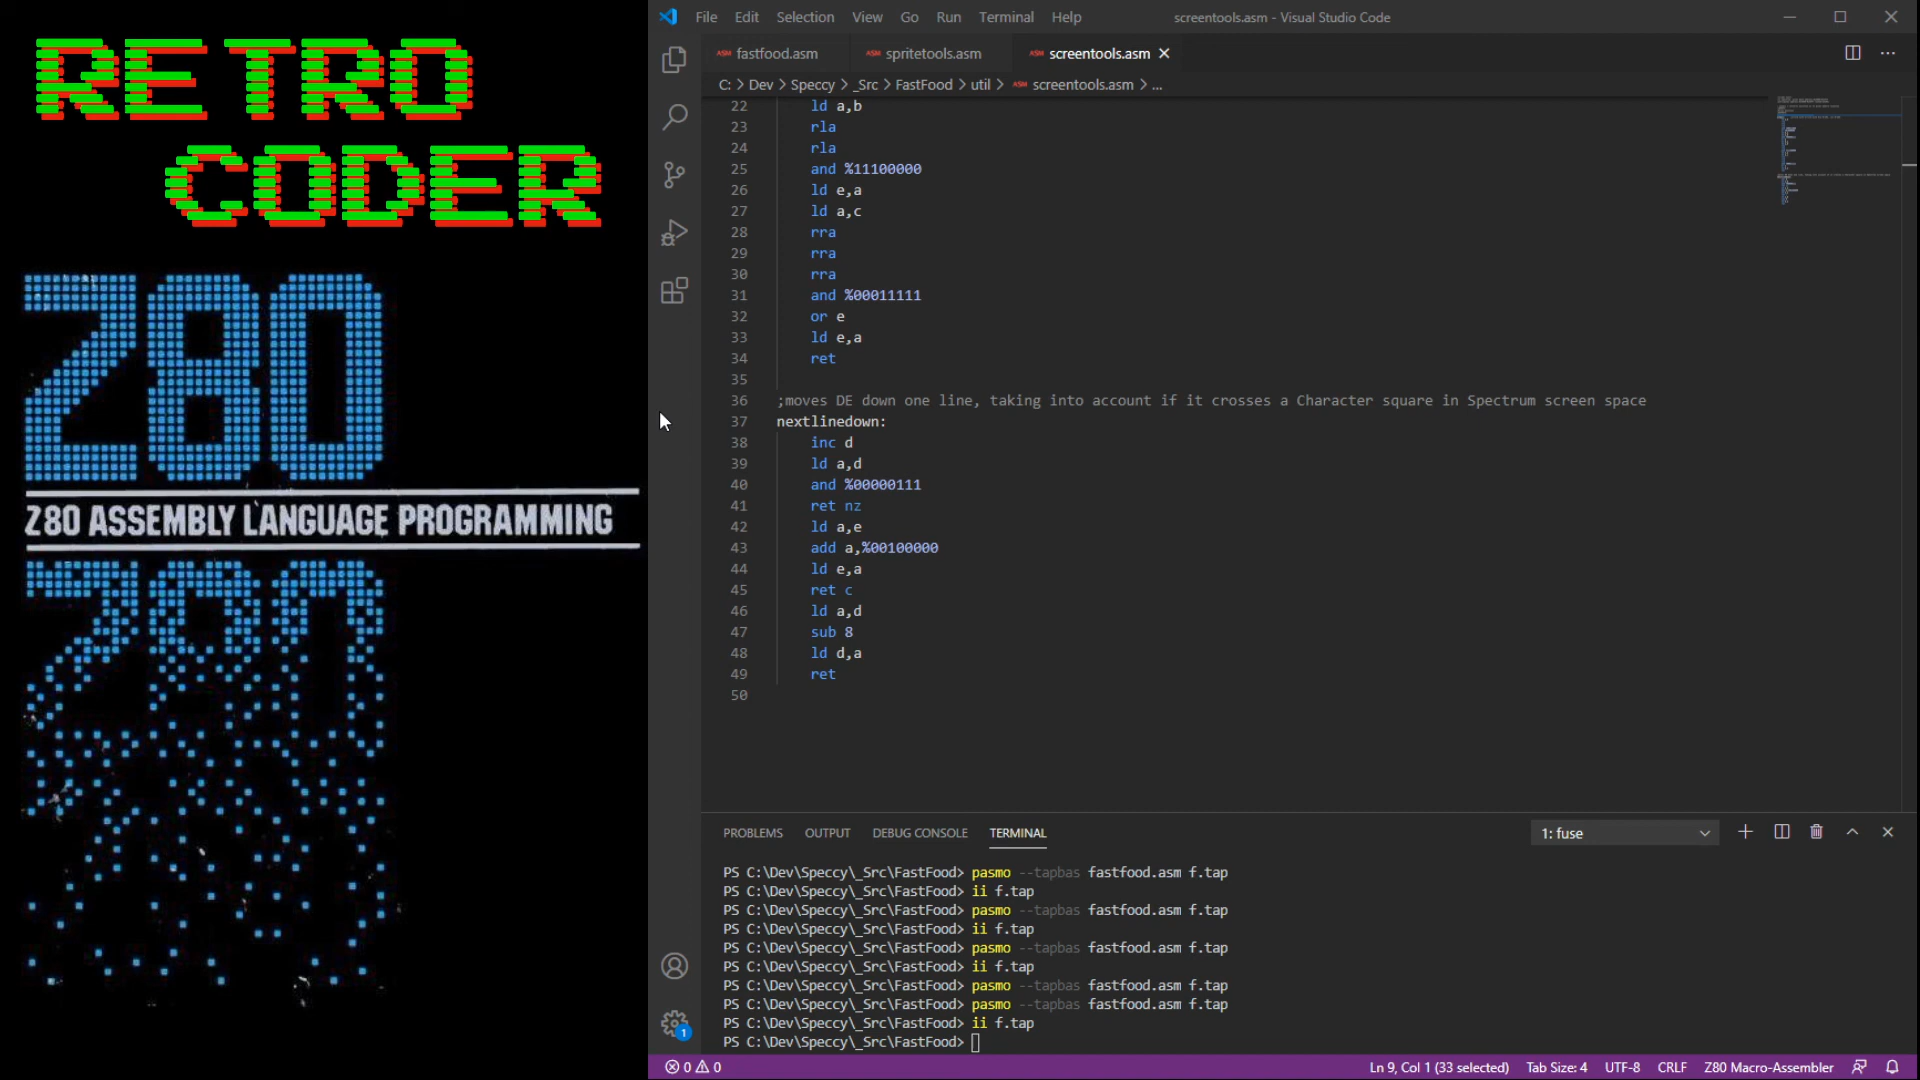 RETRO
CODER
Z80
Z80 ASSEMBLY LANGUAGE PROGRAMMING
Z80
File Edit Selection View Go Run Terminal Help
screentools.asm - Visual Studio Code
ASM fastfood.asm
ASM spritetools.asm
ASM screentools.asm
C: > Dev > Speccy > _Src > FastFood > util > ASM screentools.asm > ...
22 ld a,b
23 rla
24 rla
25 and %11100000
26 ld e,a
27 ld a,c
28 rra
29 rra
30 rra
31 and %00011111
32 or e
33 ld e,a
34 ret
35
36 ;moves DE down one line, taking into account if it crosses a Character square in Spectrum screen space
37 nextlinedown:
38 inc d
39 ld a,d
40 and %00000111
41 ret nz
42 ld a,e
43 add a,%00100000
44 ld e,a
45 ret c
46 ld a,d
47 sub 8
48 ld d,a
49 ret
50
PROBLEMS OUTPUT DEBUG CONSOLE TERMINAL
1: fuse
PS C:\Dev\Speccy\_Src\FastFood> pasmo --tapbas fastfood.asm f.tap
PS C:\Dev\Speccy\_Src\FastFood> ii f.tap
PS C:\Dev\Speccy\_Src\FastFood> pasmo --tapbas fastfood.asm f.tap
PS C:\Dev\Speccy\_Src\FastFood> ii f.tap
PS C:\Dev\Speccy\_Src\FastFood> pasmo --tapbas fastfood.asm f.tap
PS C:\Dev\Speccy\_Src\FastFood> ii f.tap
PS C:\Dev\Speccy\_Src\FastFood> pasmo --tapbas fastfood.asm f.tap
PS C:\Dev\Speccy\_Src\FastFood> pasmo --tapbas fastfood.asm f.tap
PS C:\Dev\Speccy\_Src\FastFood> ii f.tap
PS C:\Dev\Speccy\_Src\FastFood>
1
0 0
Ln 9, Col 1 (33 selected) Tab Size: 4 UTF-8 CRLF Z80 Macro-Assembler